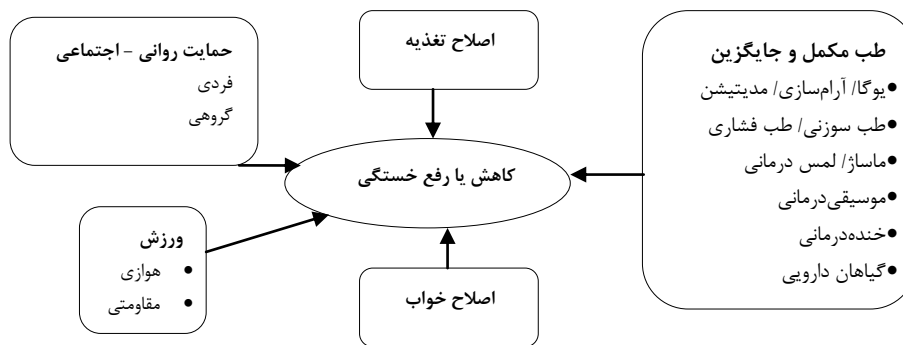 طب مکمل و جایگزین
•یوگا/ آرام‌سازی/ مدیتیشن
•طب سوزنی/ طب فشاری
•ماساژ/ لمس درمانی
•موسیقی‌درمانی
•خنده‌درمانی
•گیاهان دارویی
اصلاح تغذیه
حمایت روانی – اجتماعی
فردی
گروهی
کاهش یا رفع خستگی
ورزش
• هوازی
• مقاومتی
اصلاح خواب